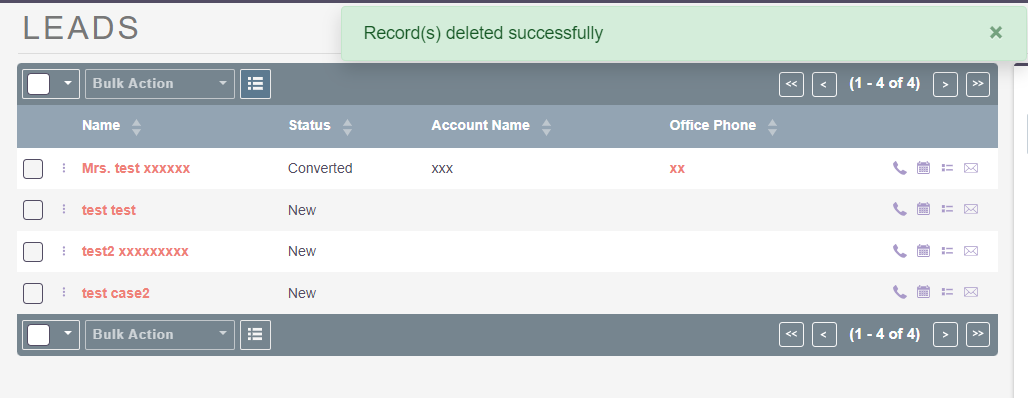 LEADS
Record(s) deleted successfully ×
Bulk Action << < (1 - 4 of 4) > >>
Name Status Account Name Office Phone
Mrs. test xxxxxx Converted xxx xx
test test New
test2 xxxxxxxxx New
test case2 New
Bulk Action << < (1 - 4 of 4) > >>